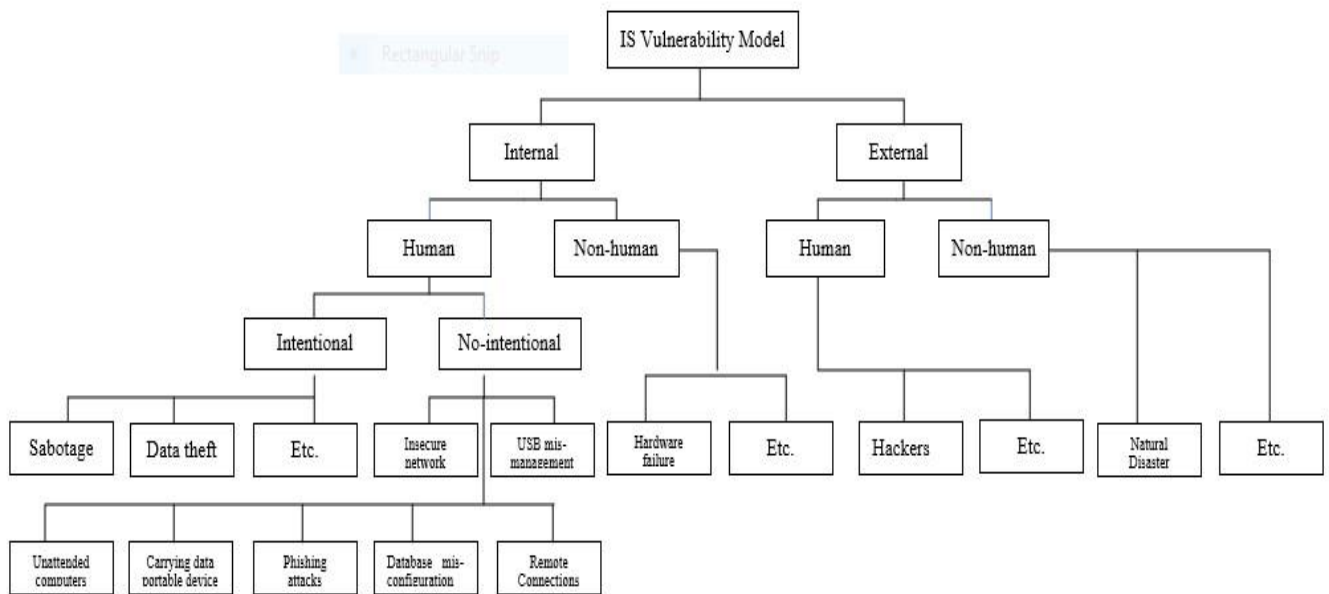 IS Vulnerability Model
Rectangular Snip
Internal
External
Human
Non-human
Human
Non-human
Intentional
No-intentional
Sabotage
Data theft
Etc.
Insecure
network
USB mis-
management
Hardware
failure
Etc.
Hackers
Etc.
Natural
Disaster
Etc.
Unattended
computers
Carrying data
portable device
Phishing
attacks
Database mis-
configuration
Remote
Connections